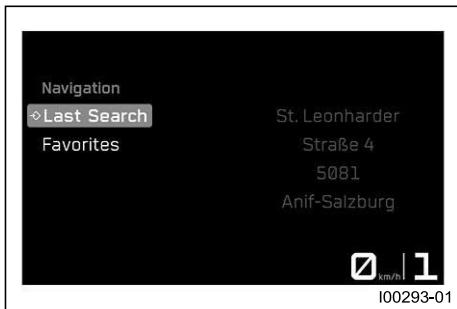 Navigation
Last Search
Favorites
St. Leonharder
Straße 4
5081
Anif-Salzburg
0 km/h 1
I00293-01